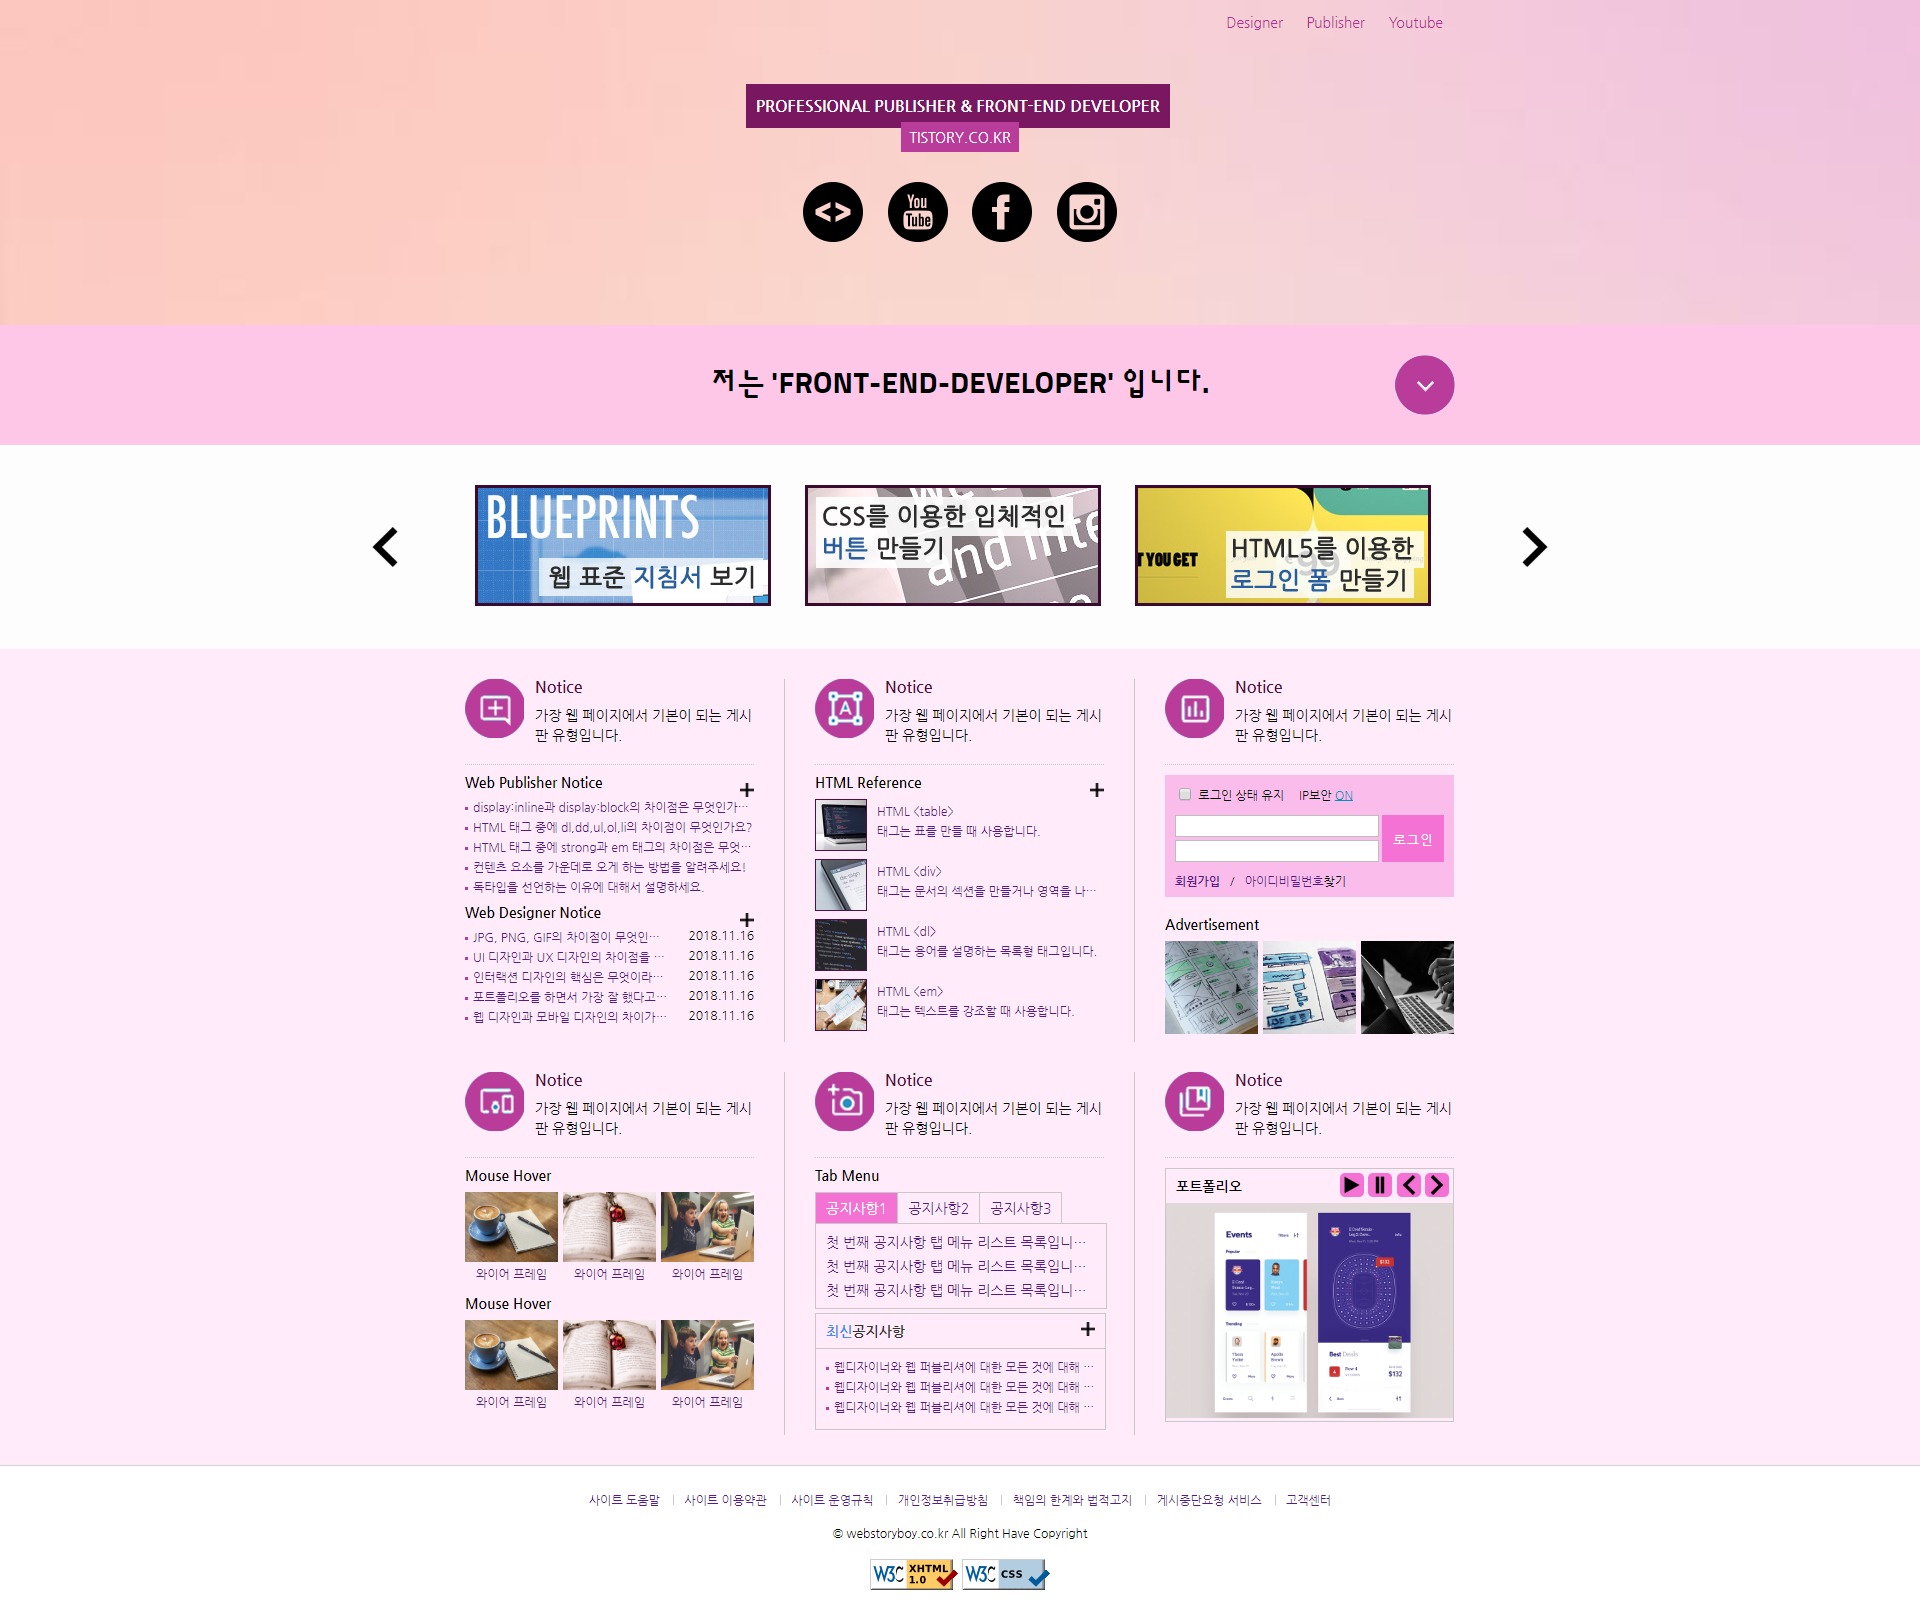 Designer Publisher Youtube
PROFESSIONAL PUBLISHER & FRONT-END DEVELOPER
TISTORY.CO.KR
You
Tube
저는 'FRONT-END-DEVELOPER' 입니다.
BLUEPRINTS
웹 표준 지침서 보기
CSS를 이용한 입체적인
버튼 만들기
and Inte
T YOU GET
HTML5를 이용한
로그인 폼 만들기
Notice
가장 웹 페이지에서 기본이 되는 게시
판 유형입니다.
Web Publisher Notice
display:inline과 display:block의 차이점은 무엇인가…
HTML 태그 중에 dl,dd,ul,ol,li의 차이점이 무엇인가요?
HTML 태그 중에 strong과 em 태그의 차이점은 무엇…
컨텐츠 요소를 가운데로 오게 하는 방법을 알려주세요!
독타입을 선언하는 이유에 대해서 설명하세요.
Web Designer Notice
JPG, PNG, GIF의 차이점이 무엇인… 2018.11.16
UI 디자인과 UX 디자인의 차이점을 … 2018.11.16
인터랙션 디자인의 핵심은 무엇이라… 2018.11.16
포트폴리오를 하면서 가장 잘 했다고… 2018.11.16
웹 디자인과 모바일 디자인의 차이가… 2018.11.16
Notice
가장 웹 페이지에서 기본이 되는 게시
판 유형입니다.
HTML Reference
HTML <table>
태그는 표를 만들 때 사용합니다.
HTML <div>
태그는 문서의 섹션을 만들거나 영역을 나…
HTML <dl>
태그는 용어를 설명하는 목록형 태그입니다.
HTML <em>
태그는 텍스트를 강조할 때 사용합니다.
Notice
가장 웹 페이지에서 기본이 되는 게시
판 유형입니다.
로그인 상태 유지 IP보안 ON
로그인
회원가입 / 아이디비밀번호찾기
Advertisement
Notice
가장 웹 페이지에서 기본이 되는 게시
판 유형입니다.
Mouse Hover
와이어 프레임 와이어 프레임 와이어 프레임
Mouse Hover
와이어 프레임 와이어 프레임 와이어 프레임
Notice
가장 웹 페이지에서 기본이 되는 게시
판 유형입니다.
Tab Menu
공지사항1 공지사항2 공지사항3
첫 번째 공지사항 탭 메뉴 리스트 목록입니…
첫 번째 공지사항 탭 메뉴 리스트 목록입니…
첫 번째 공지사항 탭 메뉴 리스트 목록입니…
최신공지사항
웹디자이너와 웹 퍼블리셔에 대한 모든 것에 대해 …
웹디자이너와 웹 퍼블리셔에 대한 모든 것에 대해 …
웹디자이너와 웹 퍼블리셔에 대한 모든 것에 대해 …
Notice
가장 웹 페이지에서 기본이 되는 게시
판 유형입니다.
포트폴리오
Events
Popular
Trending
Best Deals
$132
사이트 도움말 사이트 이용약관 사이트 운영규칙 개인정보취급방침 책임의 한계와 법적고지 게시중단요청 서비스 고객센터
© webstoryboy.co.kr All Right Have Copyright
W3C XHTML 1.0
W3C CSS